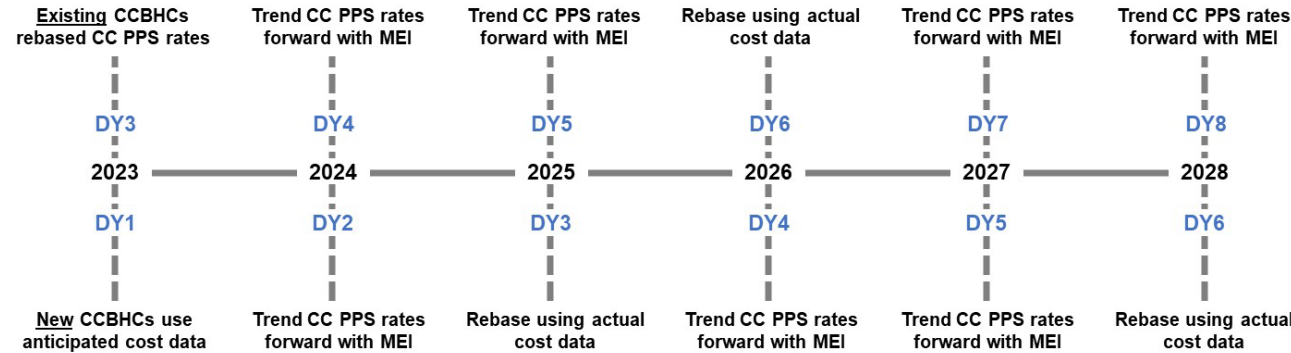 Existing CCBHCs
rebased CC PPS rates
Trend CC PPS rates
forward with MEI
Trend CC PPS rates
forward with MEI
Rebase using actual
cost data
Trend CC PPS rates
forward with MEI
Trend CC PPS rates
forward with MEI
DY3
DY4
DY5
DY6
DY7
DY8
2023
2024
2025
2026
2027
2028
DY1
DY2
DY3
DY4
DY5
DY6
New CCBHCs use
anticipated cost data
Trend CC PPS rates
forward with MEI
Rebase using actual
cost data
Trend CC PPS rates
forward with MEI
Trend CC PPS rates
forward with MEI
Rebase using actual
cost data